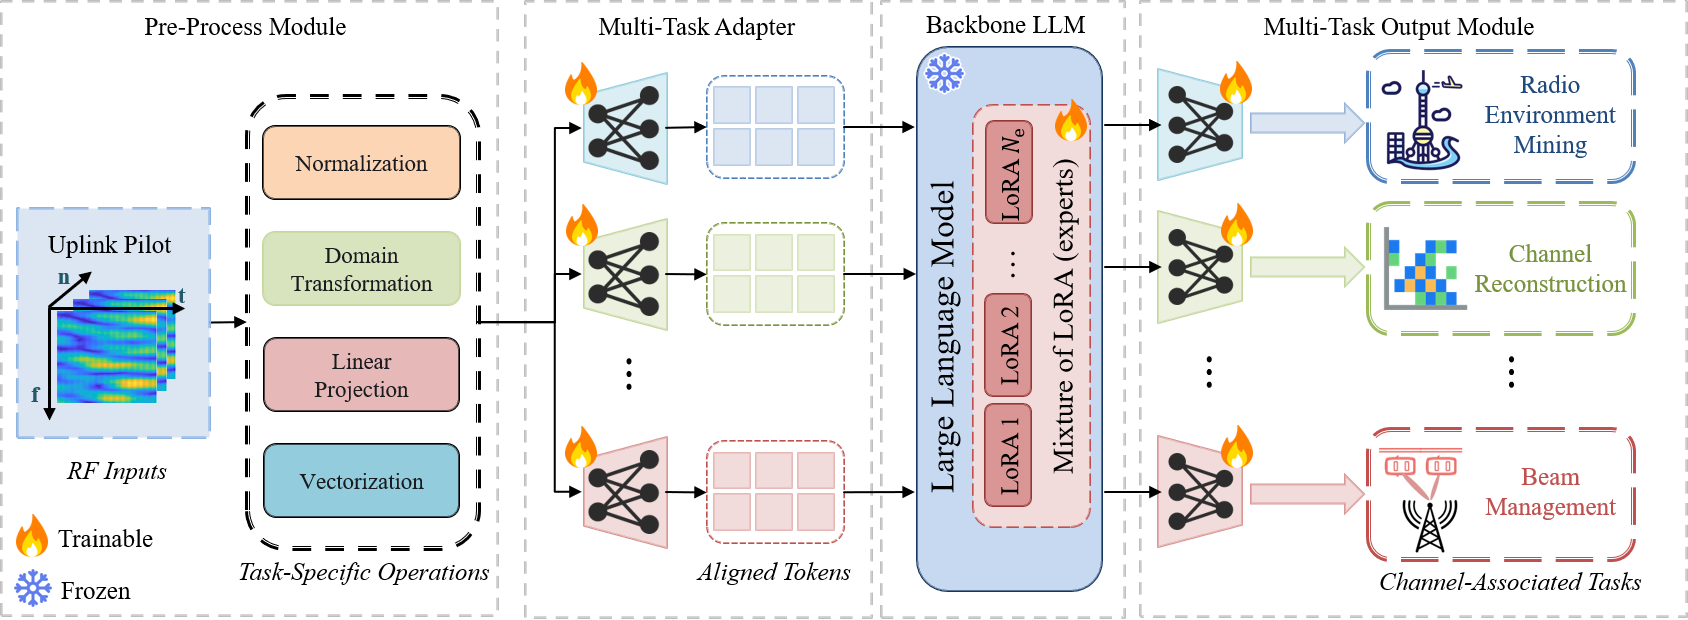 Pre-Process Module
Uplink Pilot
n
t
f
RF Inputs
Trainable
Frozen
Normalization
Domain
Transformation
Linear
Projection
Vectorization
Task-Specific Operations
Multi-Task Adapter
Aligned Tokens
Backbone LLM
Large Language Model
LoRA Ne
...
LoRA 2
LoRA 1
Mixture of LoRA (experts)
Multi-Task Output Module
Radio
Environment
Mining
Channel
Reconstruction
Beam
Management
Channel-Associated Tasks